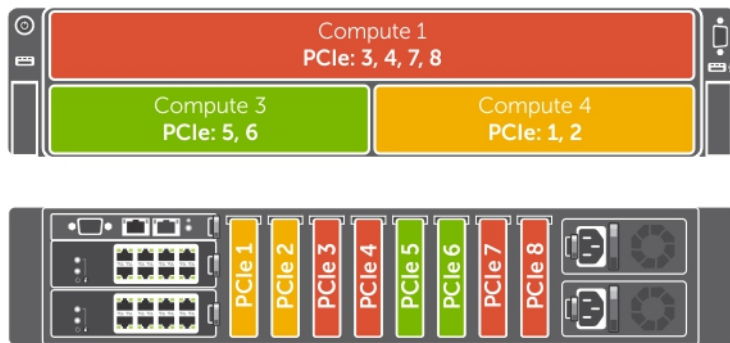 Compute 1
PCIe: 3, 4, 7, 8
Compute 3
PCIe: 5, 6
Compute 4
PCIe: 1, 2
PCIe 1
PCIe 2
PCIe 3
PCIe 4
PCIe 5
PCIe 6
PCIe 7
PCIe 8